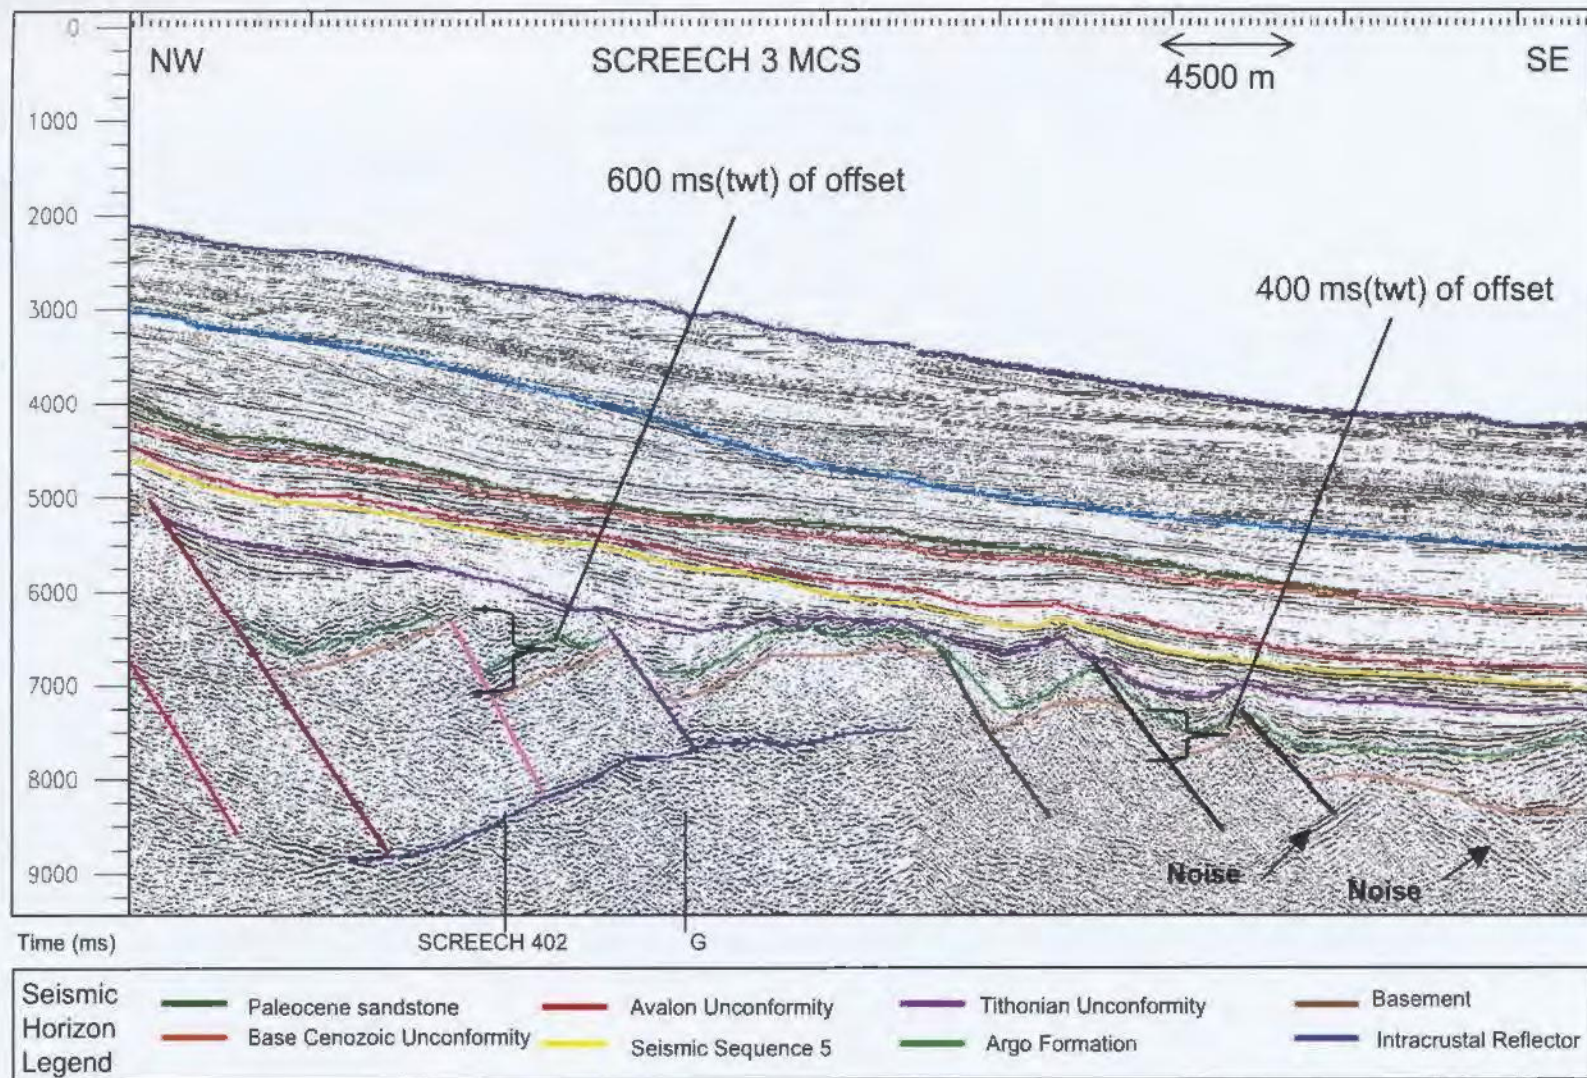 0
NW
SCREECH 3 MCS
4500 m
SE
1000
600 ms(twt) of offset
2000
400 ms(twt) of offset
3000
4000
5000
6000
7000
8000
9000
Noise
Noise
Time (ms)
SCREECH 402
G
Seismic
Horizon
Legend
Paleocene sandstone
Avalon Unconformity
Tithonian Unconformity
Basement
Base Cenozoic Unconformity
Seismic Sequence 5
Argo Formation
Intracrustal Reflector